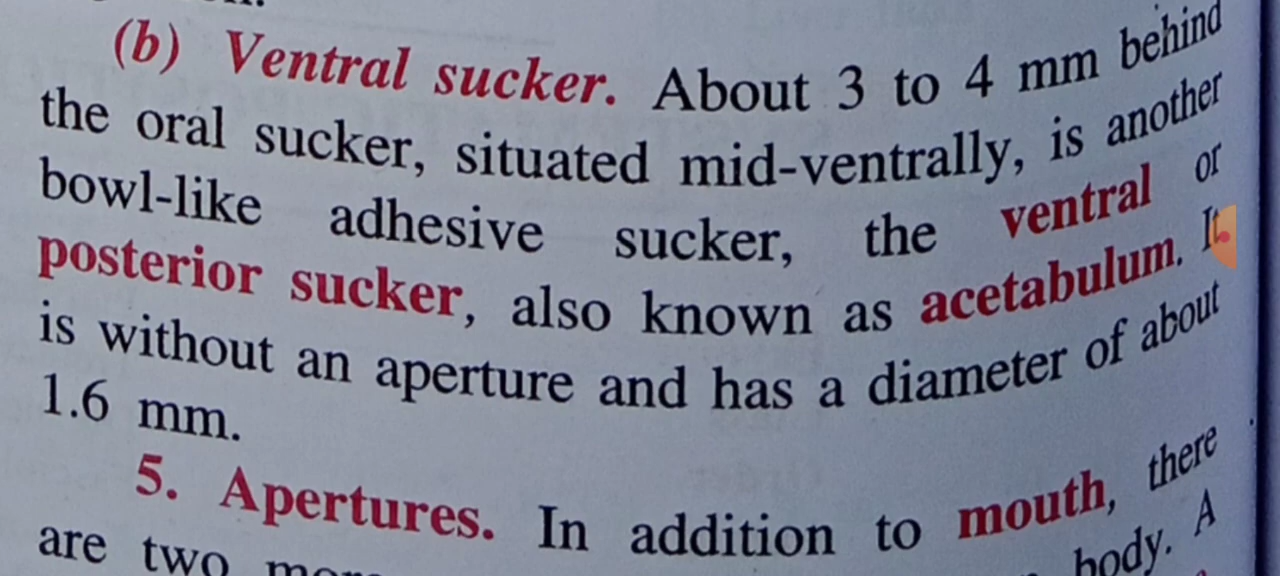 (b) Ventral sucker. About 3 to 4 mm behind
the oral sucker, situated mid-ventrally, is another
bowl-like adhesive sucker, the ventral or
posterior sucker, also known as acetabulum. It
is without an aperture and has a diameter of about
1.6 mm.
5. Apertures. In addition to mouth, there
are two more body. A